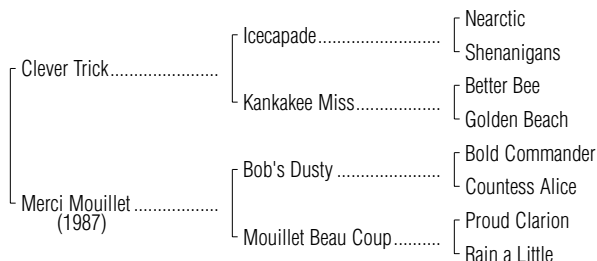 Nearctic
Icecapade
Shenanigans
Clever Trick
Better Bee
Kankakee Miss
Golden Beach
Bold Commander
Bob's Dusty
Countess Alice
Merci Mouillet
(1987)
Proud Clarion
Mouillet Beau Coup
Rain a Little